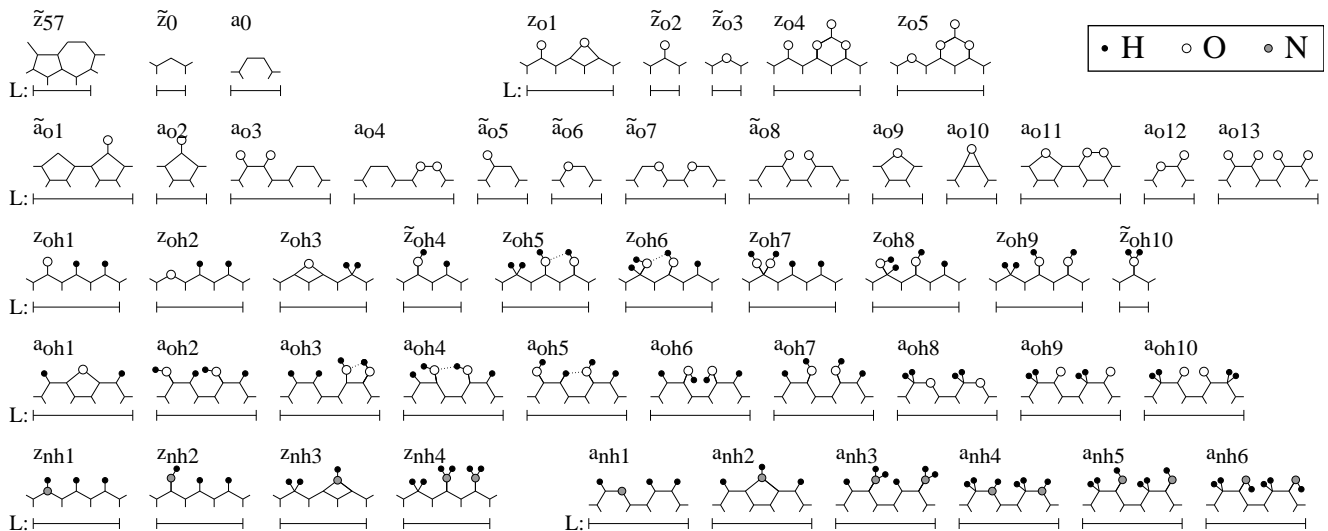 z̃57 z̃0 a0 zo1 z̃o2 z̃o3 zo4 zo5 H O N
L: L:
ão1 ao2 ao3 ao4 ão5 ão6 ão7 ão8 ao9 ao10 ao11 ao12 ao13
L:
zoh1 zoh2 zoh3 z̃oh4 zoh5 zoh6 zoh7 zoh8 zoh9 z̃oh10
L:
aoh1 aoh2 aoh3 aoh4 aoh5 aoh6 aoh7 aoh8 aoh9 aoh10
L:
znh1 znh2 znh3 znh4 anh1 anh2 anh3 anh4 anh5 anh6
L: L: